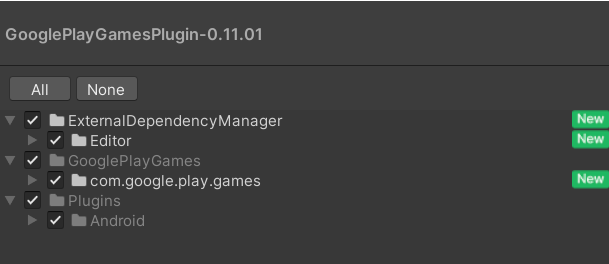 GooglePlayGamesPlugin-0.11.01
All None
ExternalDependencyManager New
Editor New
GooglePlayGames
com.google.play.games New
Plugins
Android